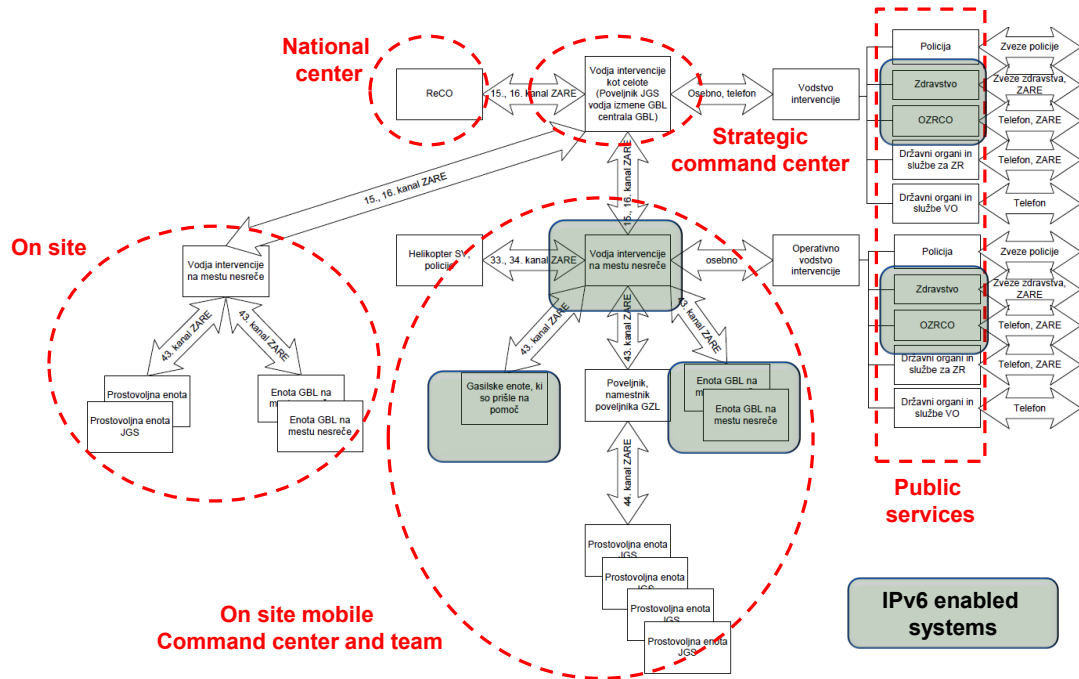 National
center
ReCO
15., 16. kanal ZARE
Vodja intervencije
kot celote
(Poveljnik JGS
vodja izmene GBL
centrala GBL)
Osebno, telefon
Vodstvo
intervencije
Strategic
command center
Policija
Zveze policije
Zdravstvo
Zveze zdravstva,
ZARE
OZRCO
Telefon, ZARE
Državni organi in
službe za ZR
Telefon, ZARE
Državni organi in
službe VO
Telefon
15., 16. kanal ZARE
15., 16. kanal ZARE
On site
Vodja intervencije
na mestu nesreče
43. kanal ZARE
43. kanal ZARE
Prostovoljna enota
Prostovoljna enota
JGS
Enota GBL na
Enota GBL na
mestu nesreče
Helikopter SV,
policije
33., 34. kanal ZARE
Vodja intervencije
na mestu nesreče
osebno
Operativno
vodstvo
intervencije
Policija
Zveze policije
Zdravstvo
Zveze zdravstva,
ZARE
OZRCO
Telefon, ZARE
Državni organi in
službe za ZR
Telefon, ZARE
Državni organi in
službe VO
Telefon
43. kanal ZARE
43. kanal ZARE
kanal ZARE
Gasilske enote, ki
so prišle na
pomoč
Poveljnik,
namestnik
poveljnika GZL
Enota GBL na
Enota GBL na
mestu nesreče
44. kanal ZARE
Prostovoljna enota
JGS
Prostovoljna enota
JGS
Prostovoljna enota
JGS
Prostovoljna enota
JGS
Public
services
On site mobile
Command center and team
IPv6 enabled
systems